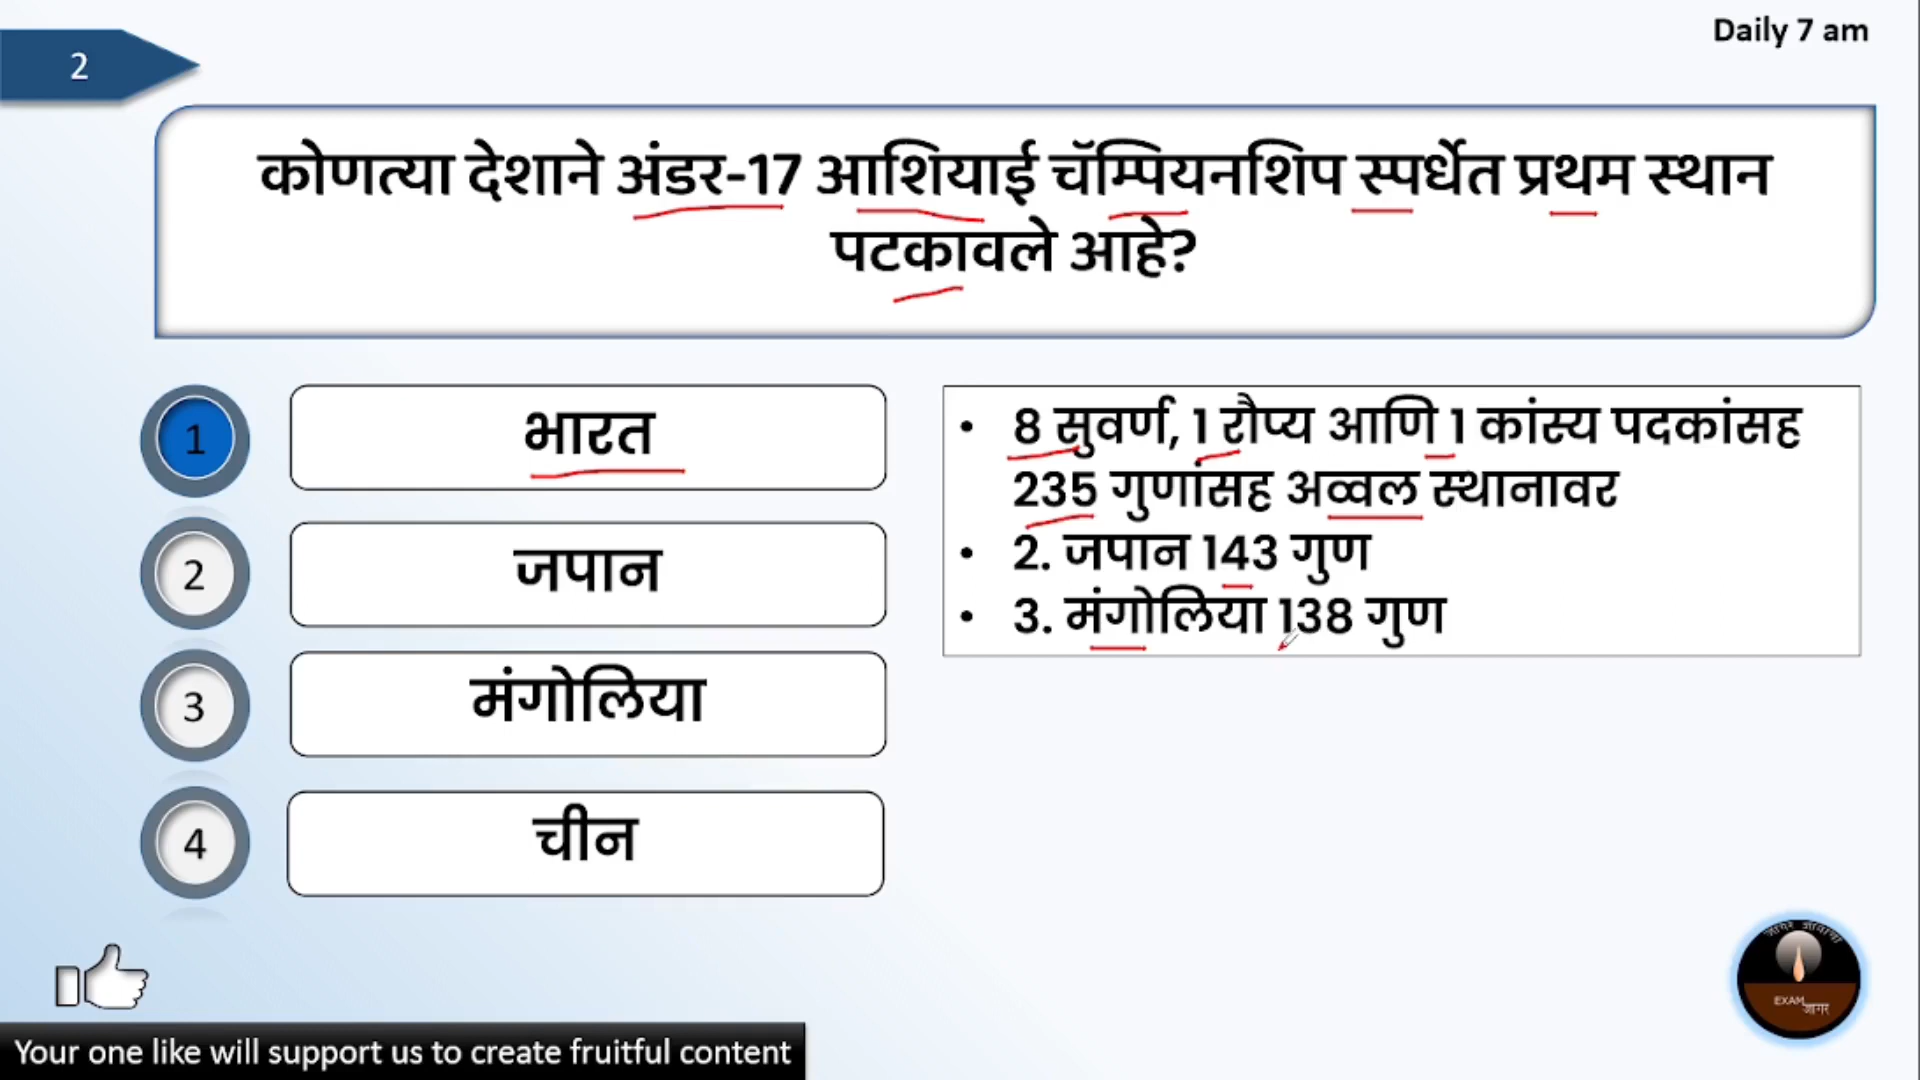 Daily 7 am
2
कोणत्या देशाने अंडर-17 आशियाई चॅम्पियनशिप स्पर्धेत प्रथम स्थान
पटकावले आहे?
1
भारत
2
जपान
3
मंगोलिया
4
चीन
• 8 सुवर्ण, 1 रौप्य आणि 1 कांस्य पदकांसह
235 गुणांसह अव्वल स्थानावर
• 2. जपान 143 गुण
• 3. मंगोलिया 138 गुण
EXAM
जागर
Your one like will support us to create fruitful content